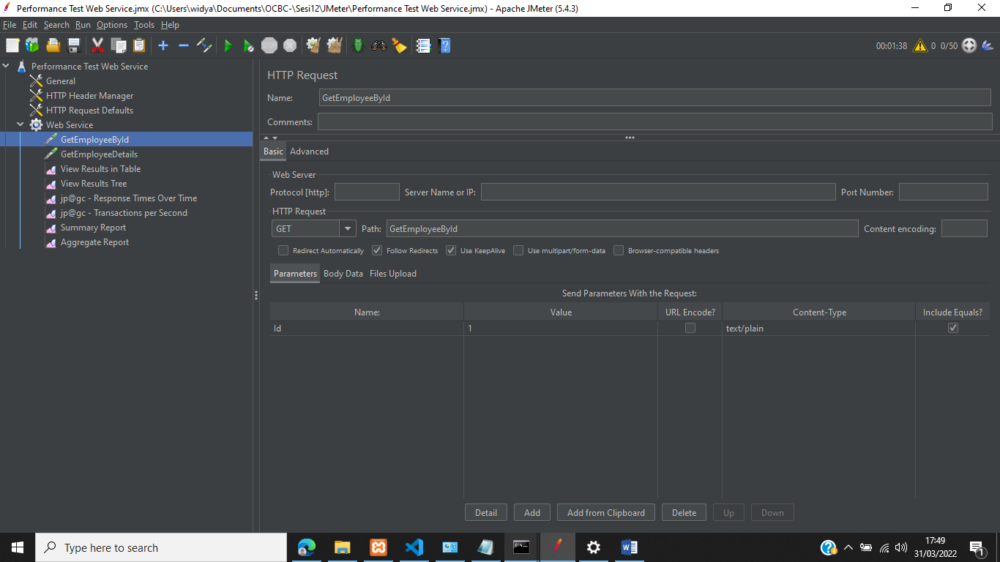 Performance Test Web Service.jmx (C:\Users\widya\Documents\OCBC-\Sesi12\JMeter\Performance Test Web Service.jmx) - Apache JMeter (5.4.3)
File Edit Search Run Options Tools Help
STOP 00:01:38 0 0/50
Performance Test Web Service
General
HTTP Header Manager
HTTP Request Defaults
Web Service
GetEmployeeById
GetEmployeeDetails
View Results in Table
View Results Tree
jp@gc - Response Times Over Time
jp@gc - Transactions per Second
Summary Report
Aggregate Report
HTTP Request
Name: GetEmployeeById
Comments:
Basic Advanced
Web Server
Protocol [http]: Server Name or IP: Port Number:
HTTP Request
GET Path: GetEmployeeById Content encoding:
Redirect Automatically Follow Redirects Use KeepAlive Use multipart/form-data Browser-compatible headers
Parameters Body Data Files Upload
Send Parameters With the Request:
Name: Value URL Encode? Content-Type Include Equals?
Id 1 text/plain
Detail Add Add from Clipboard Delete Up Down
Type here to search
17:49
31/03/2022
1